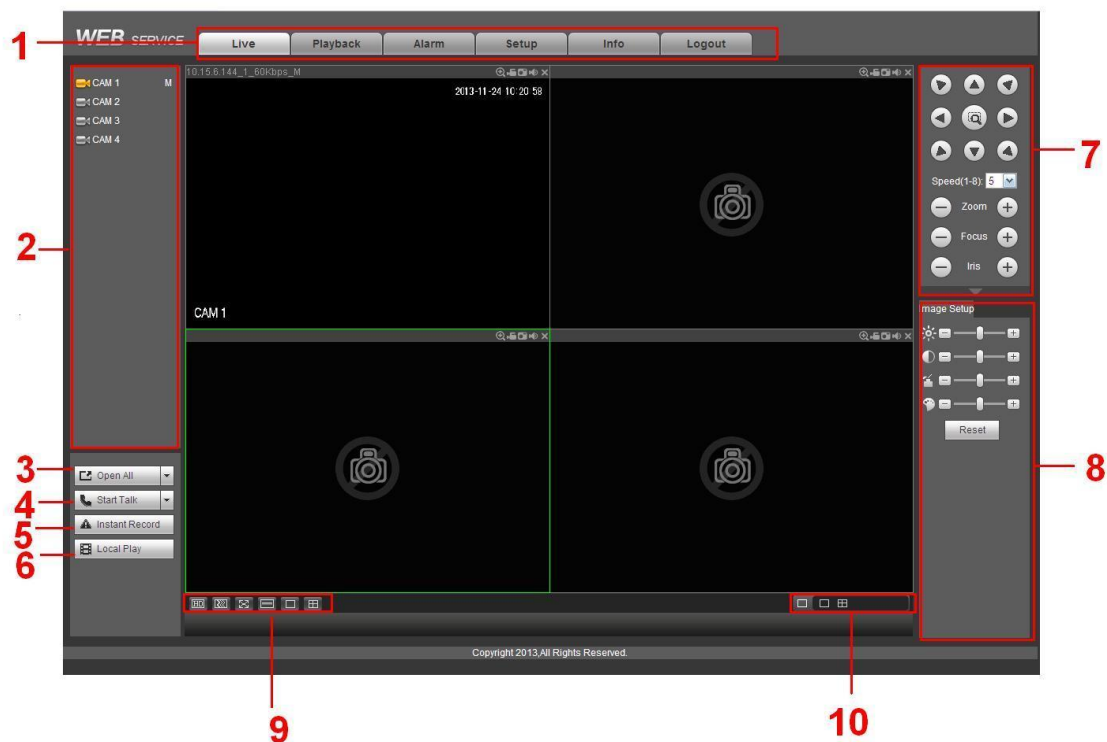 WEB SERVICE
Live Playback Alarm Setup Info Logout
1
10.15.6.144_1_60Kbps_M
2013-11-24 10:20:58
CAM 1 M
CAM 2
CAM 3
CAM 4
2
CAM 1
Speed(1-8): 5
Zoom
Focus
Iris
7
mage Setup
Reset
8
3
Open All
4
Start Talk
5
Instant Record
6
Local Play
HD
9
10
Copyright 2013,All Rights Reserved.